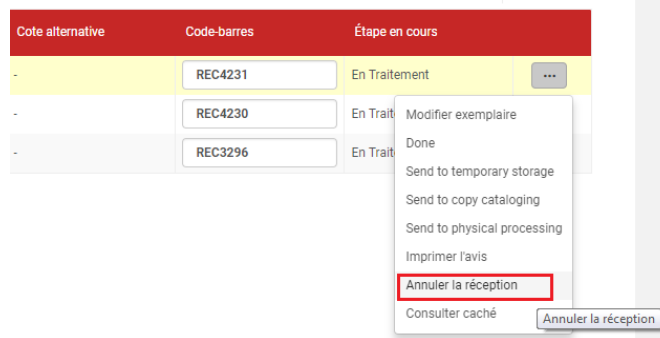 Cote alternative Code-barres Étape en cours
- REC4231 En Traitement ...
- REC4230 En Trait
- REC3296 En Trait
Modifier exemplaire
Done
Send to temporary storage
Send to copy cataloging
Send to physical processing
Imprimer l'avis
Annuler la réception
Consulter caché
Annuler la réception